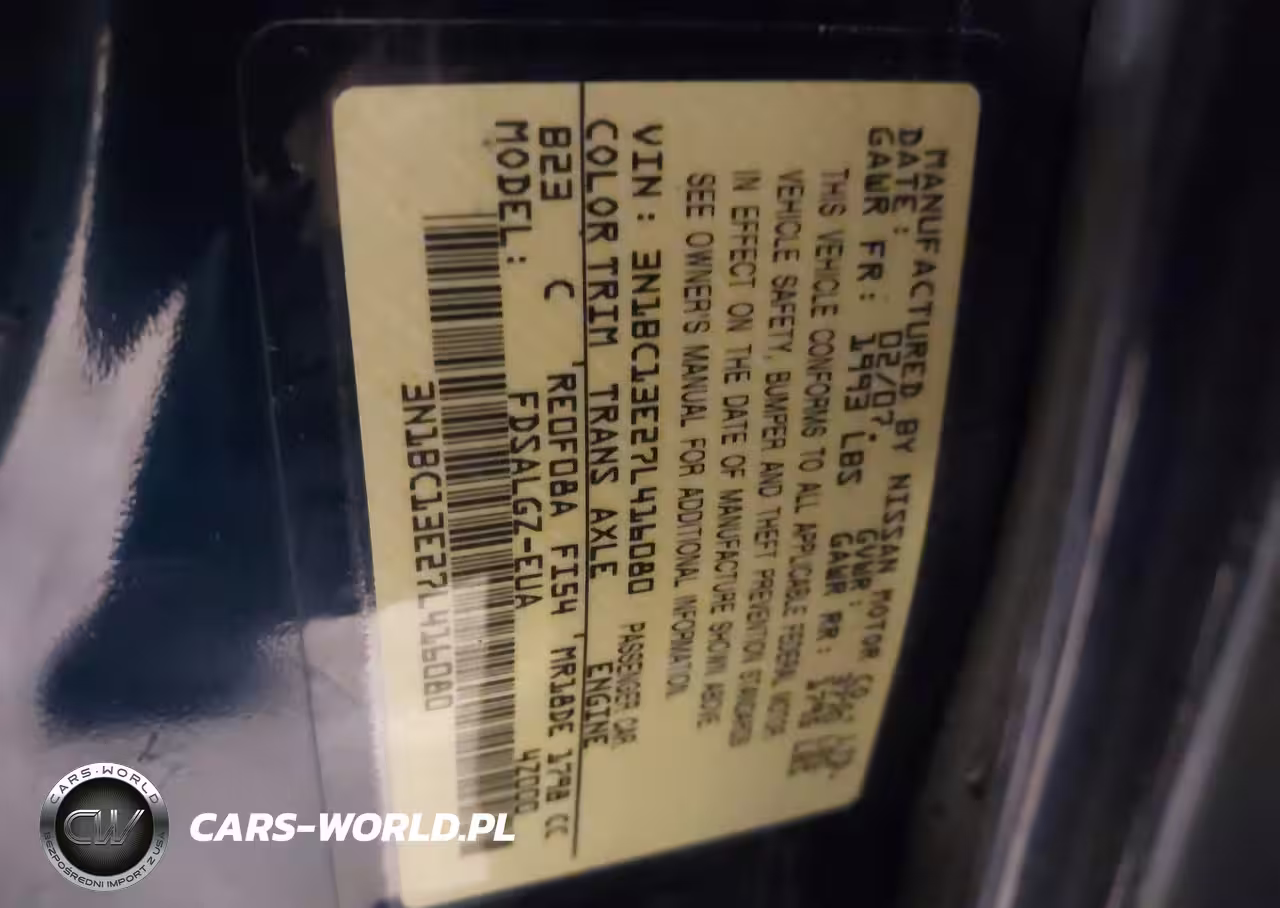 MANUFACTURED BY NISSAN MOTOR CO., LTD.
DATE: 02/07. GVWR:
GAWR FR: 1993 LBS GAWR RR:
THIS VEHICLE CONFORMS TO ALL APPLICABLE FEDERAL MOTOR
VEHICLE SAFETY, BUMPER AND THEFT PREVENTION STANDARDS
IN EFFECT ON THE DATE OF MANUFACTURE SHOWN ABOVE.
SEE OWNER'S MANUAL FOR ADDITIONAL INFORMATION.
VIN: 3N1BC13E27L416080 PASSENGER CAR
COLOR TRIM TRANS AXLE ENGINE
B23 C RE0F08A FI54 MR18DE 1798 CC
MODEL: FDSALGZ-EUA 4Z000
3N1BC13E27L416080
CARS-WORLD
CW
BEZPOŚREDNI IMPORT Z USA
CARS-WORLD.PL